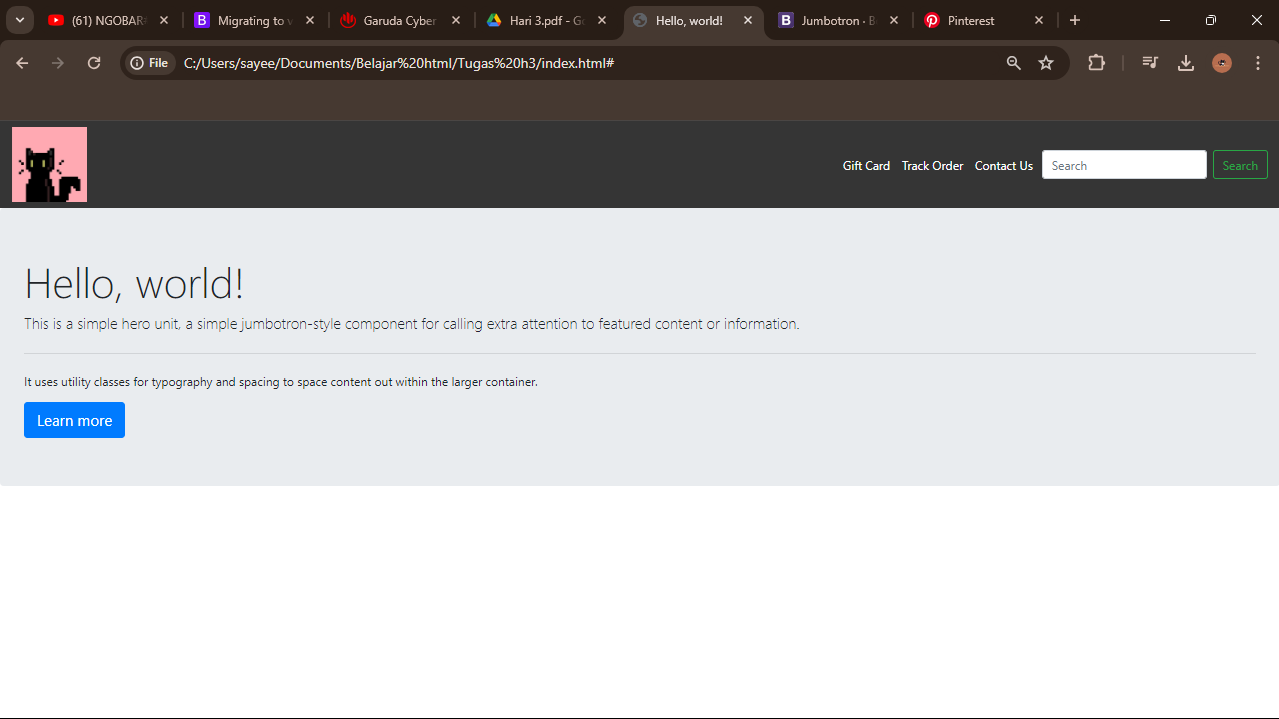 (61) NGOBAR Migrating to v Garuda Cyber Hari 3.pdf - Go Hello, world! Jumbotron · B Pinterest
File C:/Users/sayee/Documents/Belajar%20html/Tugas%20h3/index.html#
Gift Card Track Order Contact Us Search Search
Hello, world!
This is a simple hero unit, a simple jumbotron-style component for calling extra attention to featured content or information.
It uses utility classes for typography and spacing to space content out within the larger container.
Learn more